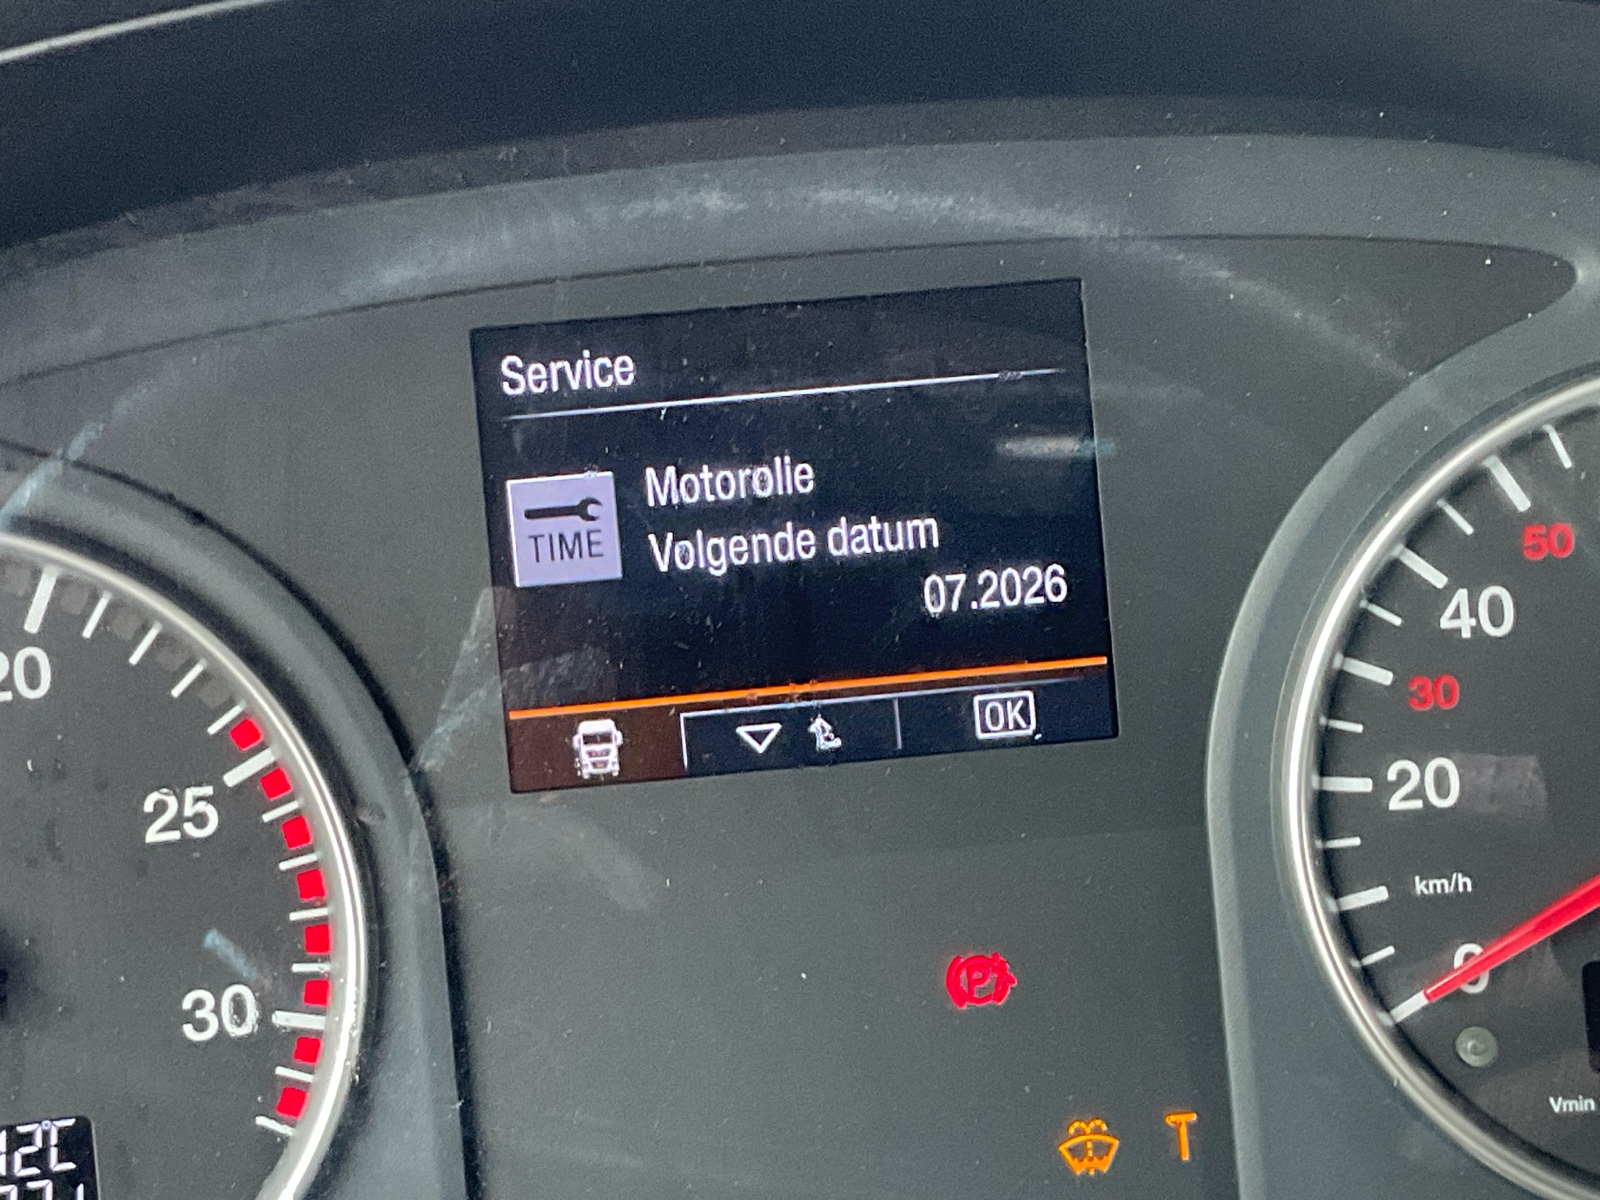 Service
TIME
Motorolie
Volgende datum
07.2026
OK
20
25
30
50
40
30
20
km/h
0
Vmin
P
T